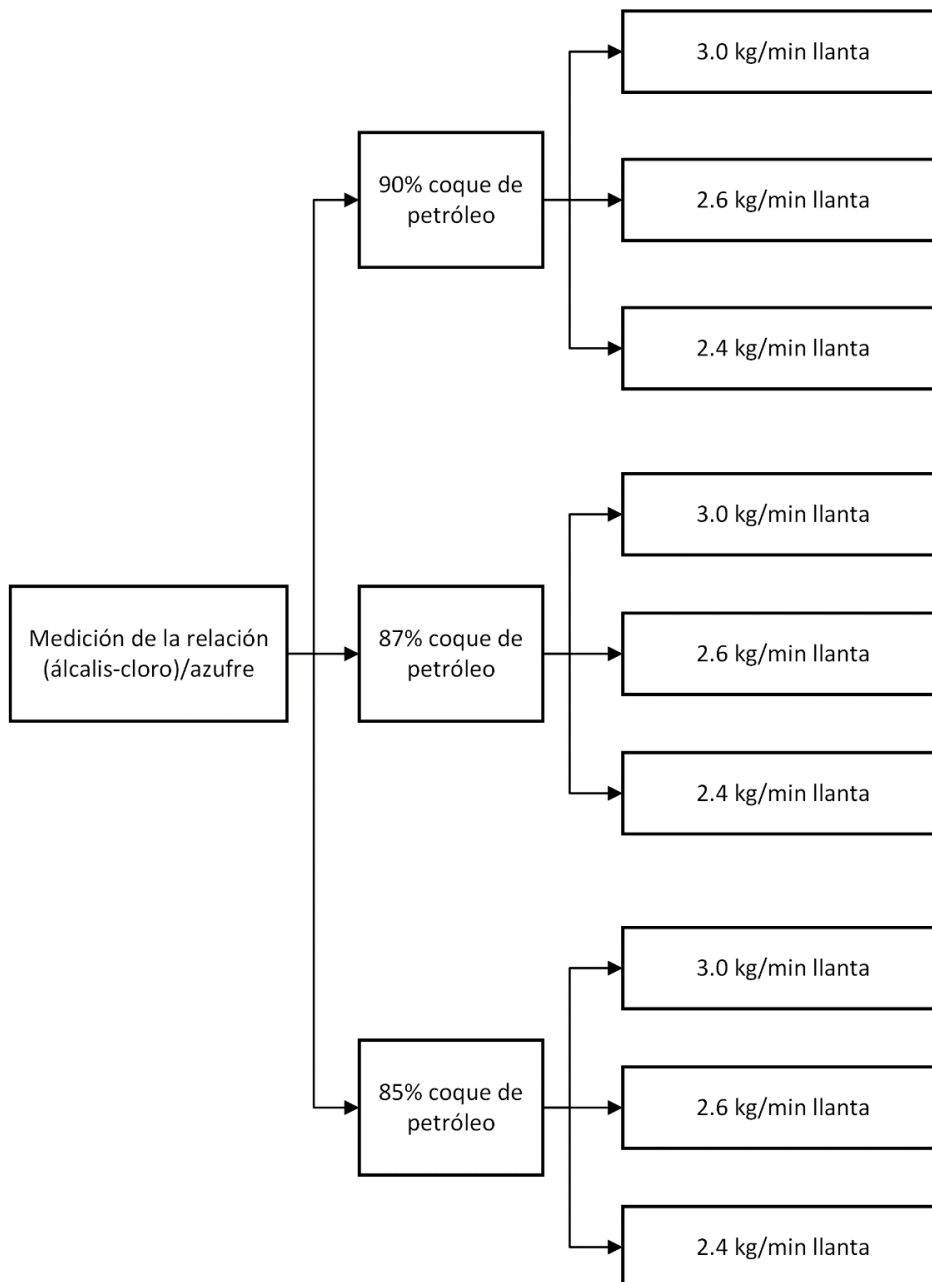 3.0 kg/min llanta
90% coque de
petróleo
2.6 kg/min llanta
2.4 kg/min llanta
3.0 kg/min llanta
Medición de la relación
(álcalis-cloro)/azufre
87% coque de
petróleo
2.6 kg/min llanta
2.4 kg/min llanta
3.0 kg/min llanta
85% coque de
petróleo
2.6 kg/min llanta
2.4 kg/min llanta